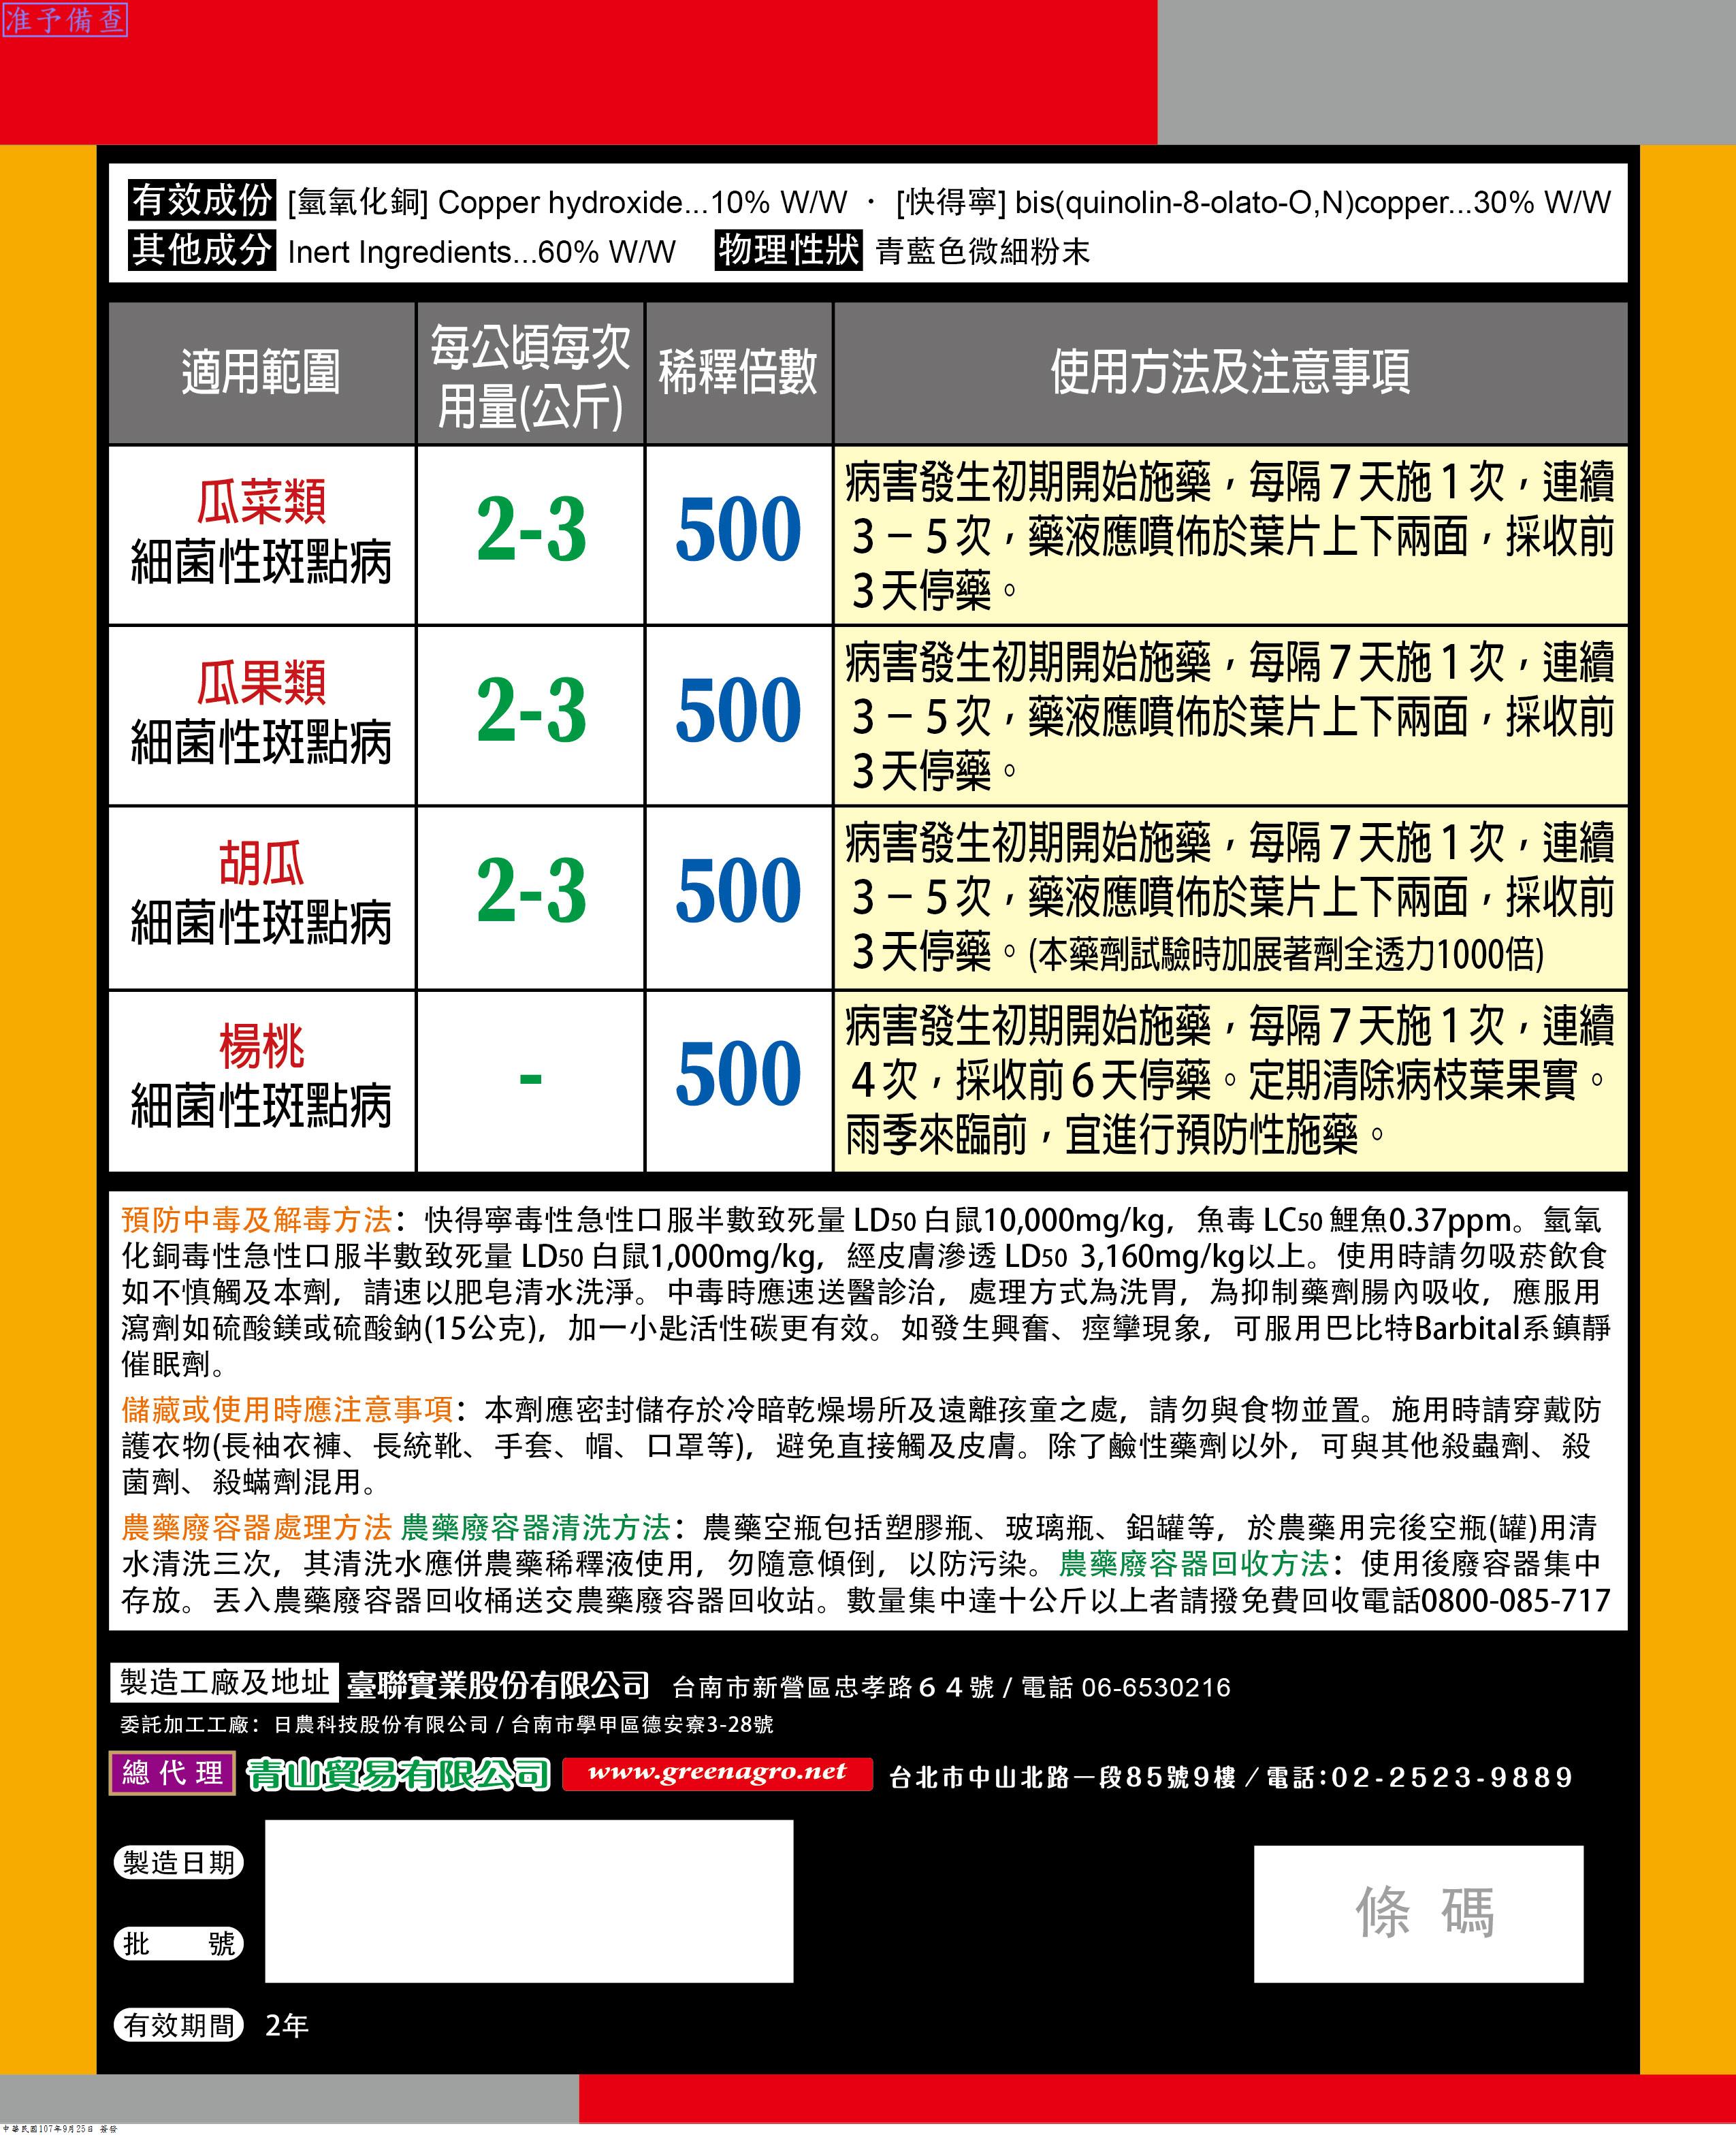 准予備查
有效成份 [氫氧化銅] Copper hydroxide...10% W/W ‧ [快得寧] bis(quinolin-8-olato-O,N)copper...30% W/W
其他成分 Inert Ingredients...60% W/W 物理性狀 青藍色微細粉末
適用範圍 每公頃每次用量(公斤) 稀釋倍數 使用方法及注意事項
瓜菜類
細菌性斑點病
2-3
500
病害發生初期開始施藥，每隔7天施1次，連續
3－5次，藥液應噴佈於葉片上下兩面，採收前
3天停藥。
瓜果類
細菌性斑點病
2-3
500
病害發生初期開始施藥，每隔7天施1次，連續
3－5次，藥液應噴佈於葉片上下兩面，採收前
3天停藥。
胡瓜
細菌性斑點病
2-3
500
病害發生初期開始施藥，每隔7天施1次，連續
3－5次，藥液應噴佈於葉片上下兩面，採收前
3天停藥。(本藥劑試驗時加展著劑全透力1000倍)
楊桃
細菌性斑點病
-
500
病害發生初期開始施藥，每隔7天施1次，連續
4次，採收前6天停藥。定期清除病枝葉果實。
雨季來臨前，宜進行預防性施藥。
預防中毒及解毒方法：快得寧毒性急性口服半數致死量 LD50 白鼠10,000mg/kg，魚毒 LC50 鯉魚0.37ppm。氫氧
化銅毒性急性口服半數致死量 LD50 白鼠1,000mg/kg，經皮膚滲透 LD50 3,160mg/kg以上。使用時請勿吸菸飲食
如不慎觸及本劑，請速以肥皂清水洗淨。中毒時應速送醫診治，處理方式為洗胃，為抑制藥劑腸內吸收，應服用
瀉劑如硫酸鎂或硫酸鈉(15公克)，加一小匙活性碳更有效。如發生興奮、痙攣現象，可服用巴比特Barbital系鎮靜
催眠劑。
儲藏或使用時應注意事項：本劑應密封儲存於冷暗乾燥場所及遠離孩童之處，請勿與食物並置。施用時請穿戴防
護衣物(長袖衣褲、長統靴、手套、帽、口罩等)，避免直接觸及皮膚。除了鹼性藥劑以外，可與其他殺蟲劑、殺
菌劑、殺蟎劑混用。
農藥廢容器處理方法 農藥廢容器清洗方法：農藥空瓶包括塑膠瓶、玻璃瓶、鋁罐等，於農藥用完後空瓶(罐)用清
水清洗三次，其清洗水應併農藥稀釋液使用，勿隨意傾倒，以防污染。農藥廢容器回收方法：使用後廢容器集中
存放。丟入農藥廢容器回收桶送交農藥廢容器回收站。數量集中達十公斤以上者請撥免費回收電話0800-085-717
製造工廠及地址 臺聯實業股份有限公司 台南市新營區忠孝路６４號 / 電話 06-6530216
委託加工工廠：日農科技股份有限公司 / 台南市學甲區德安寮3-28號
總代理 青山貿易有限公司 www.greenagro.net 台北市中山北路一段85號9樓 / 電話:02-2523-9889
製造日期
批 號
條 碼
有效期間 2年
中華民國107年9月25日 簽發